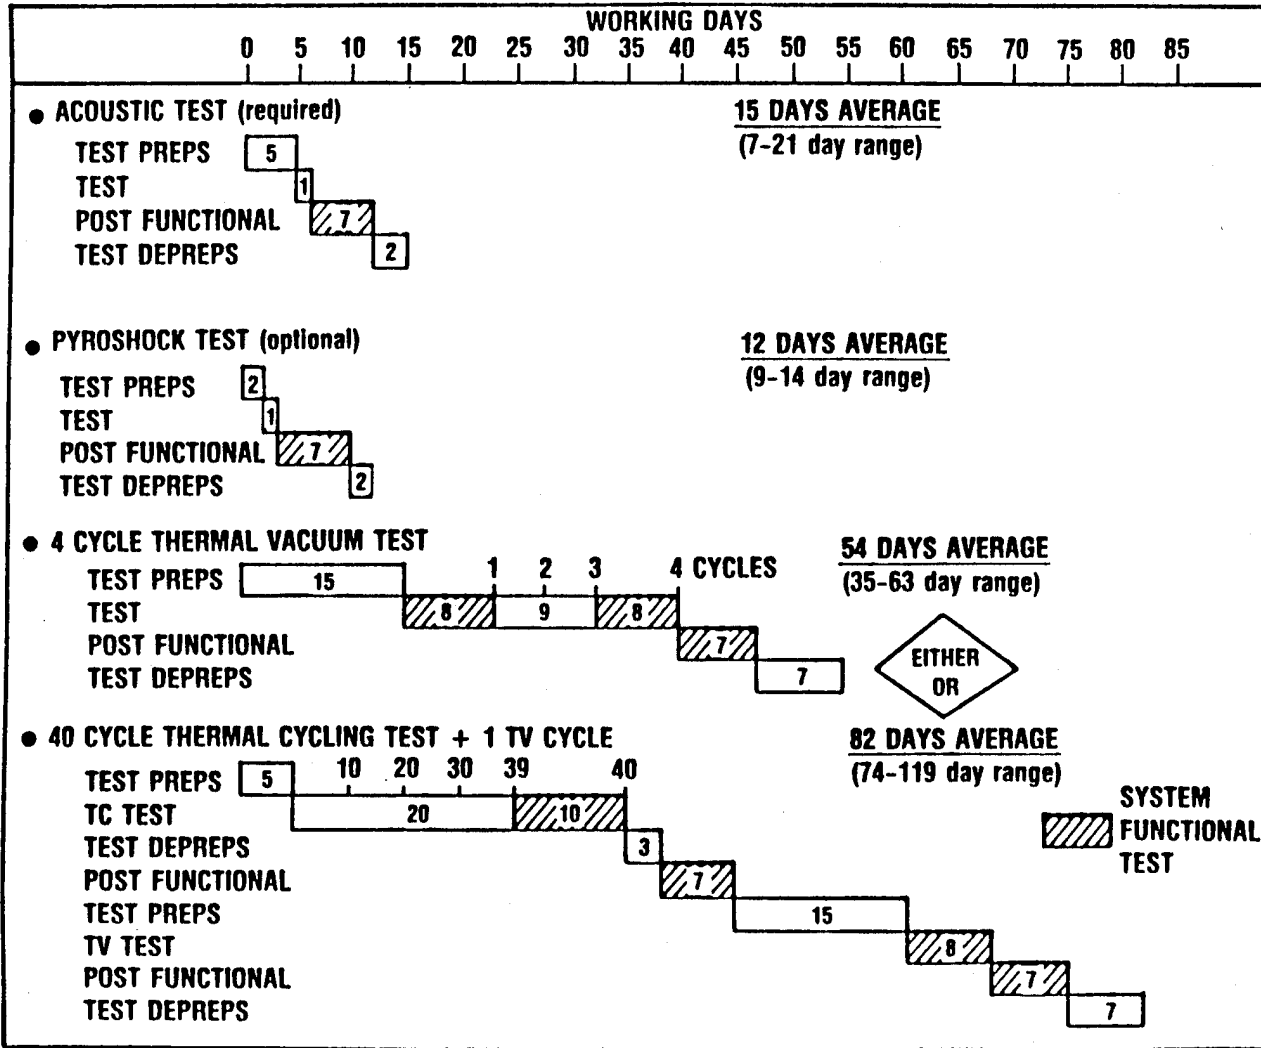 WORKING DAYS
0 5 10 15 20 25 30 35 40 45 50 55 60 65 70 75 80 85
● ACOUSTIC TEST (required)
15 DAYS AVERAGE
(7-21 day range)
TEST PREPS 5
TEST 1
POST FUNCTIONAL 7
TEST DEPREPS 2
● PYROSHOCK TEST (optional)
12 DAYS AVERAGE
(9-14 day range)
TEST PREPS 2
TEST 1
POST FUNCTIONAL 7
TEST DEPREPS 2
● 4 CYCLE THERMAL VACUUM TEST
54 DAYS AVERAGE
(35-63 day range)
TEST PREPS 15 1 2 3 4 CYCLES
TEST 8 9 8
POST FUNCTIONAL 7
TEST DEPREPS 7
EITHER
OR
● 40 CYCLE THERMAL CYCLING TEST + 1 TV CYCLE
82 DAYS AVERAGE
(74-119 day range)
TEST PREPS 5 10 20 30 39 40
TC TEST 20 10
TEST DEPREPS 3
POST FUNCTIONAL 7
TEST PREPS 15
TV TEST 8
POST FUNCTIONAL 7
TEST DEPREPS 7
SYSTEM
FUNCTIONAL
TEST